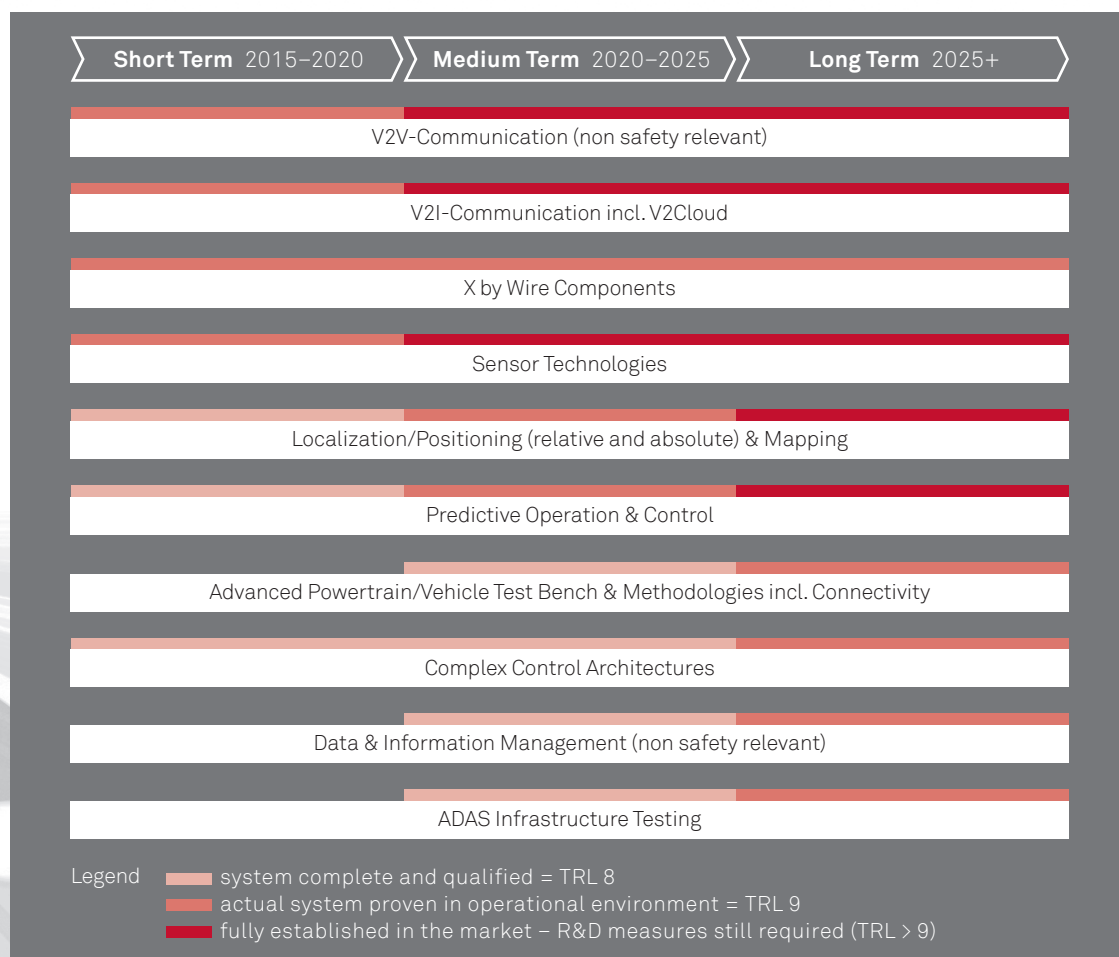 Short Term 2015–2020 Medium Term 2020–2025 Long Term 2025+
V2V-Communication (non safety relevant)
V2I-Communication incl. V2Cloud
X by Wire Components
Sensor Technologies
Localization/Positioning (relative and absolute) & Mapping
Predictive Operation & Control
Advanced Powertrain/Vehicle Test Bench & Methodologies incl. Connectivity
Complex Control Architectures
Data & Information Management (non safety relevant)
ADAS Infrastructure Testing
Legend system complete and qualified = TRL 8
actual system proven in operational environment = TRL 9
fully established in the market – R&D measures still required (TRL > 9)